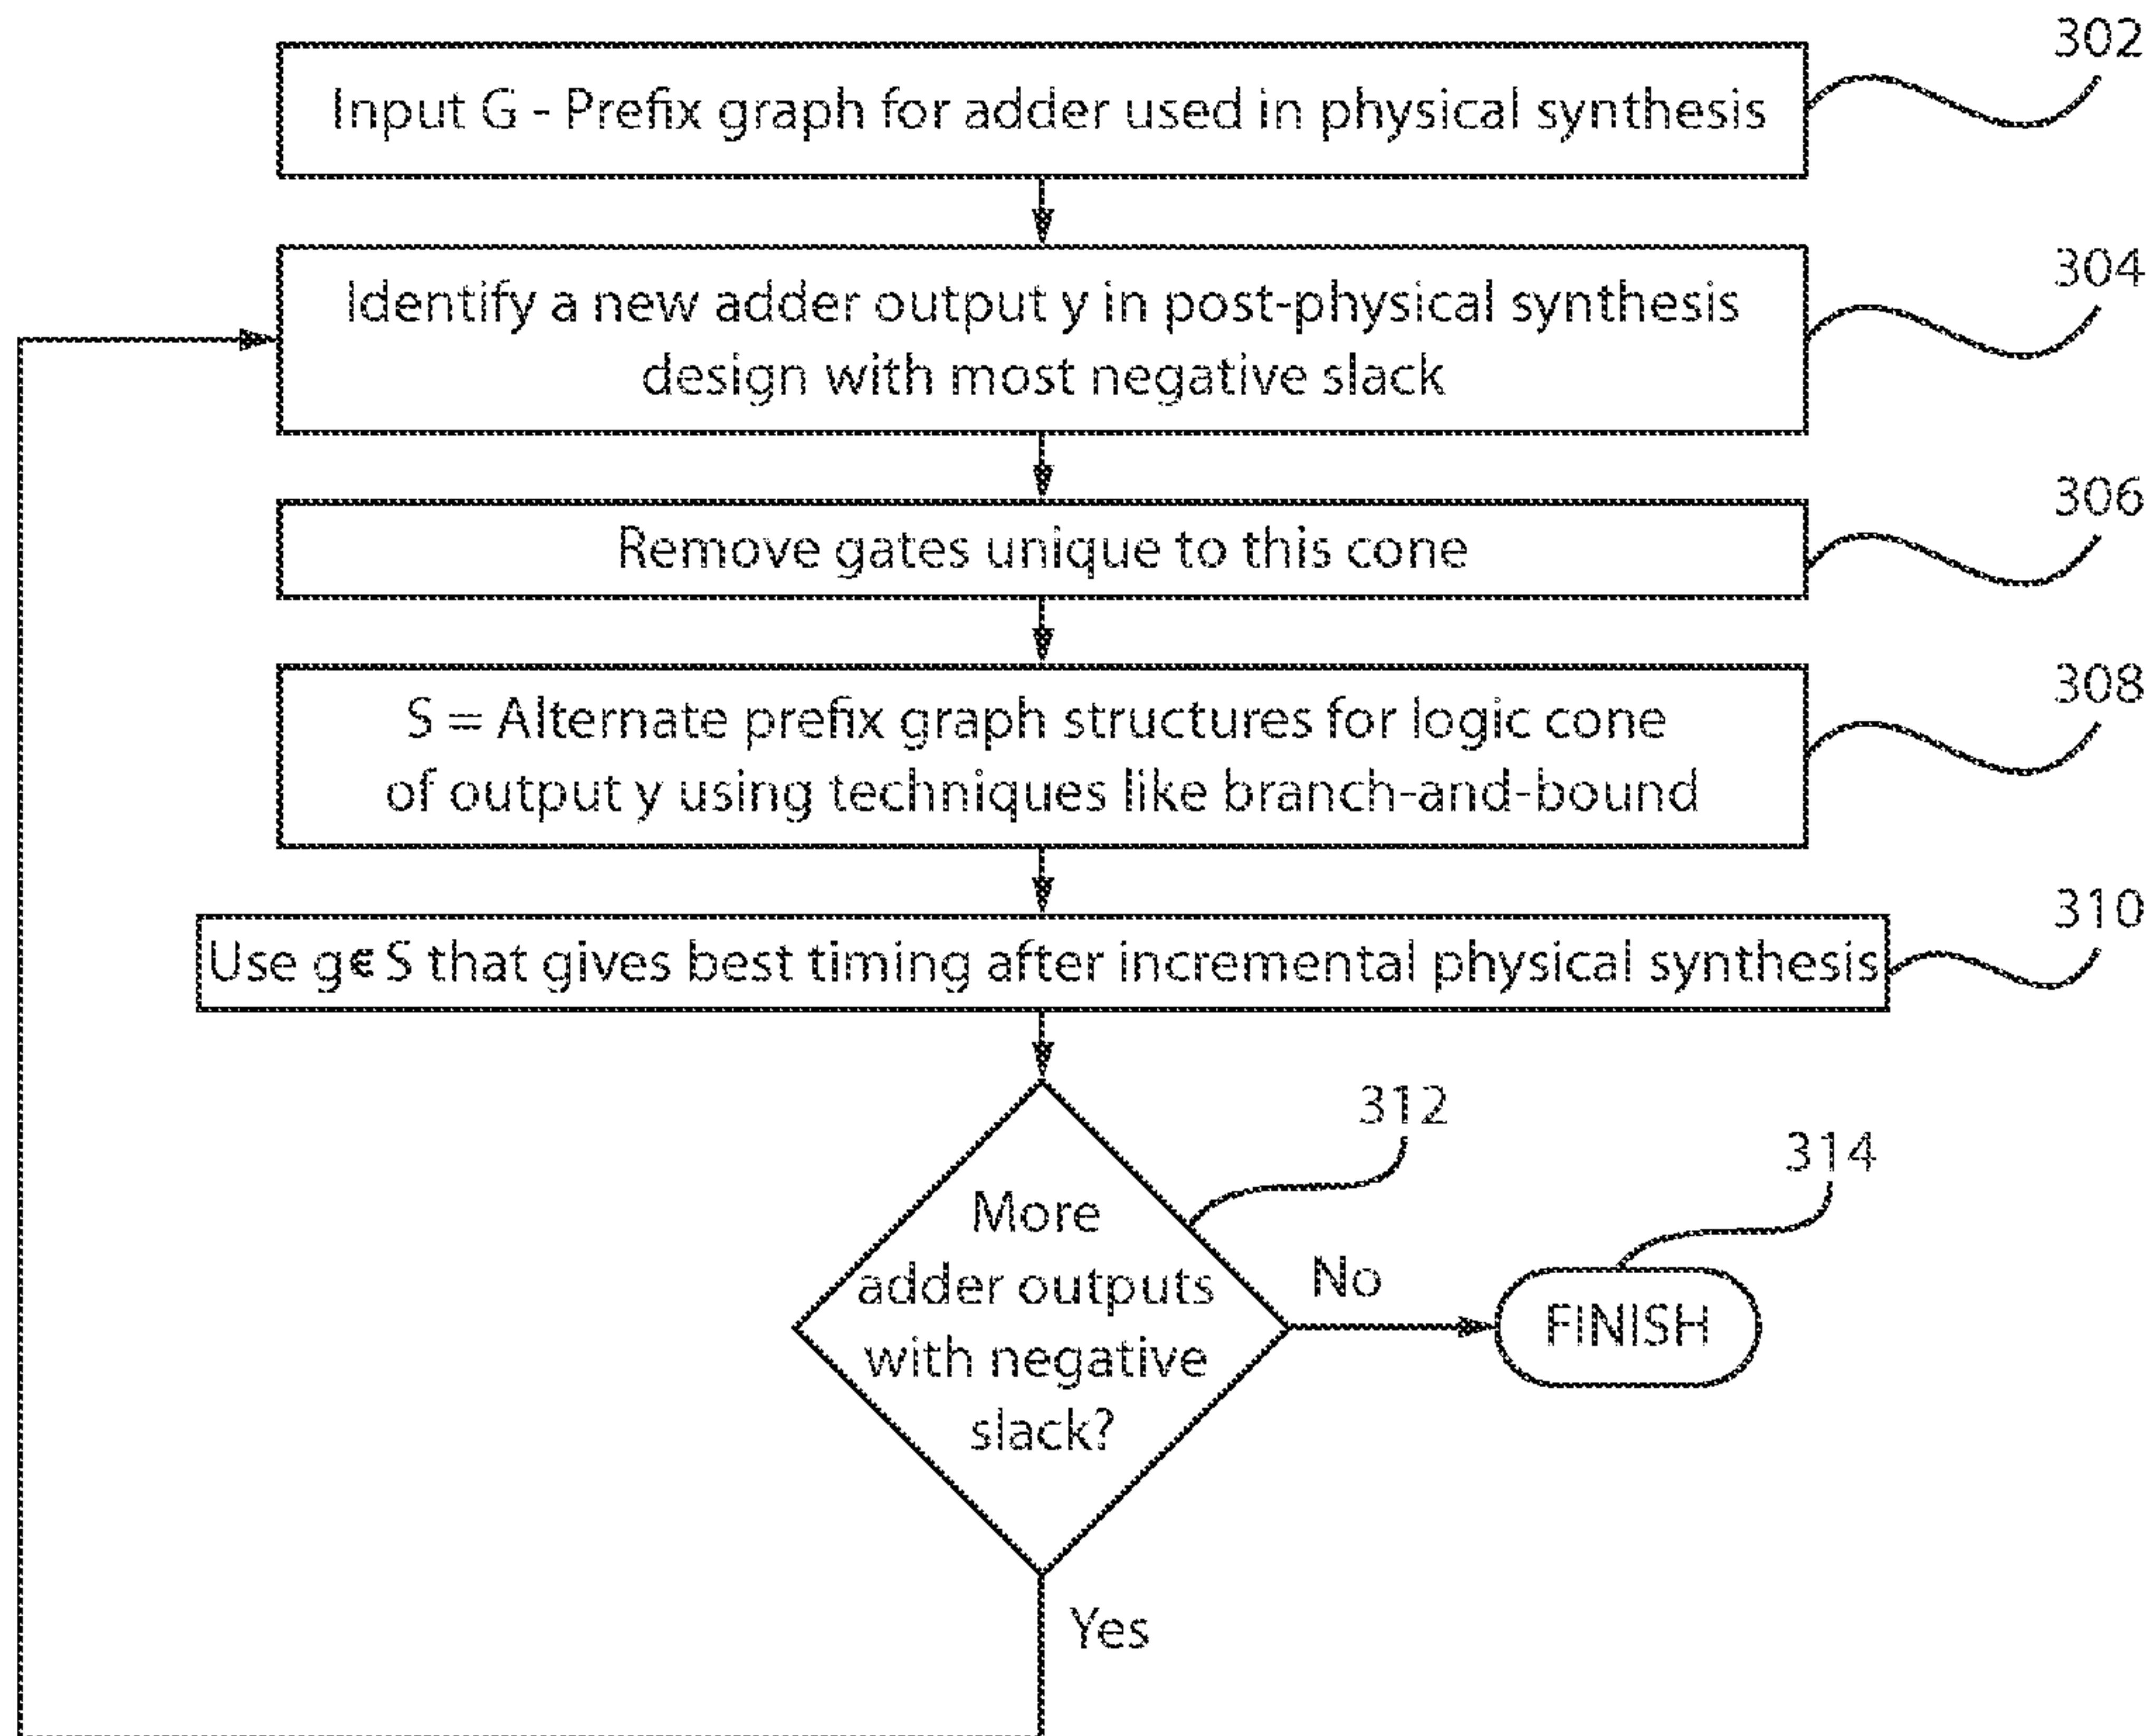 302
Input G - Prefix graph for adder used in physical synthesis
304
Identify a new adder output y in post-physical synthesis
design with most negative slack
306
Remove gates unique to this cone
308
S = Alternate prefix graph structures for logic cone
of output y using techniques like branch-and-bound
310
Use g∈S that gives best timing after incremental physical synthesis
312
314
More
adder outputs
with negative
slack?
No
FINISH
Yes